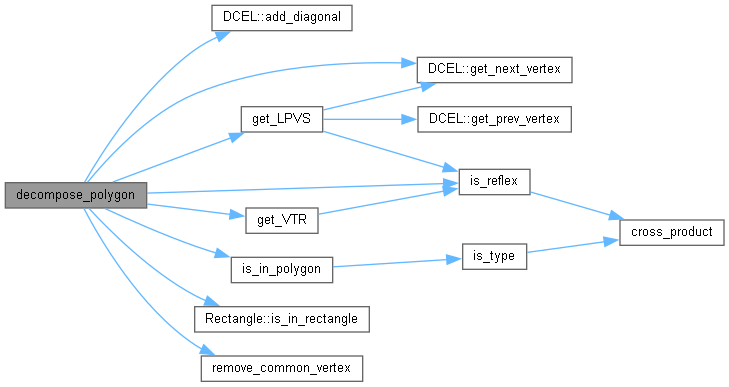 DCEL::add_diagonal
DCEL::get_next_vertex
get_LPVS
DCEL::get_prev_vertex
is_reflex
decompose_polygon
get_VTR
cross_product
is_type
is_in_polygon
Rectangle::is_in_rectangle
remove_common_vertex